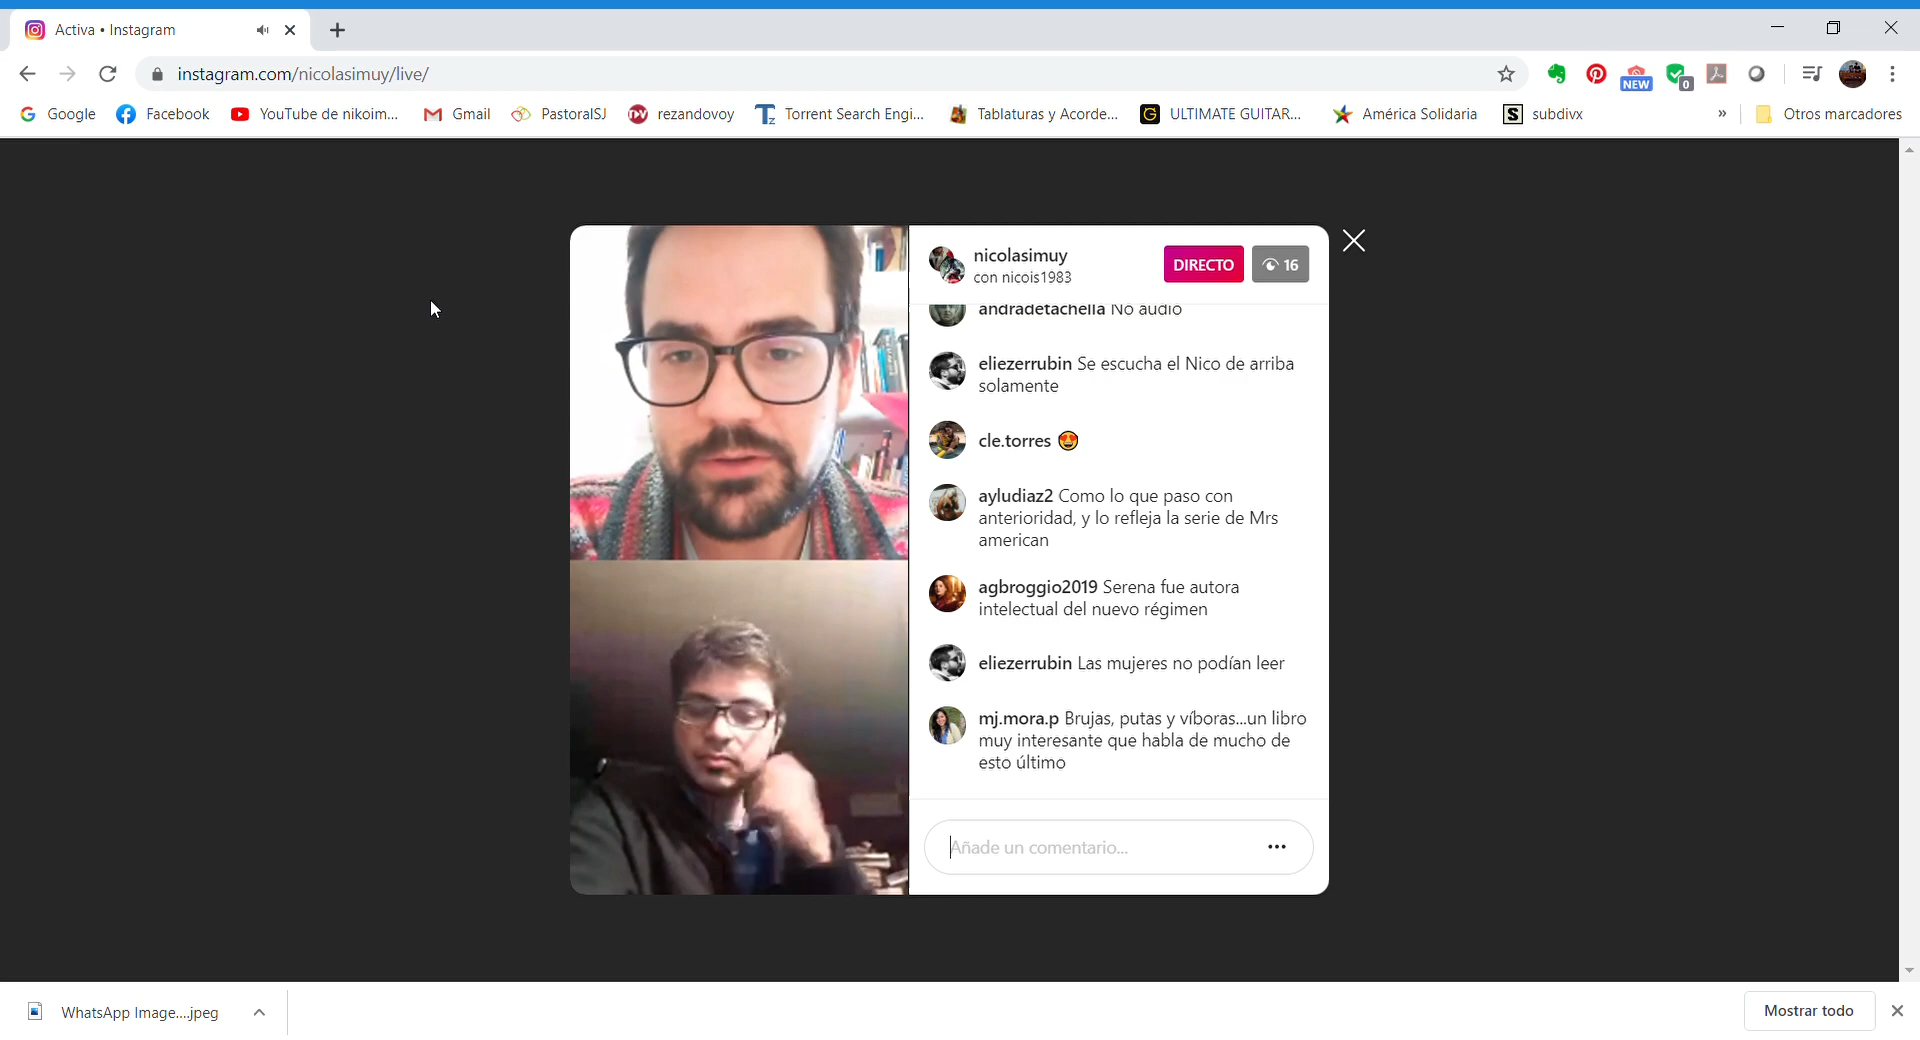 Activa • Instagram
instagram.com/nicolasimuy/live/
NEW
0
Google
Facebook
YouTube de nikoim...
Gmail
PastoralSJ
rezandovoy
Torrent Search Engi...
Tablaturas y Acorde...
ULTIMATE GUITAR...
América Solidaria
subdivx
»
Otros marcadores
nicolasimuy
con nicois1983
DIRECTO
16
andradetachella No audio
eliezerrubin Se escucha el Nico de arriba
solamente
cle.torres 😍
ayludiaz2 Como lo que paso con
anterioridad, y lo refleja la serie de Mrs
american
agbroggio2019 Serena fue autora
intelectual del nuevo régimen
eliezerrubin Las mujeres no podían leer
mj.mora.p Brujas, putas y víboras...un libro
muy interesante que habla de mucho de
esto último
Añade un comentario...
WhatsApp Image....jpeg
Mostrar todo